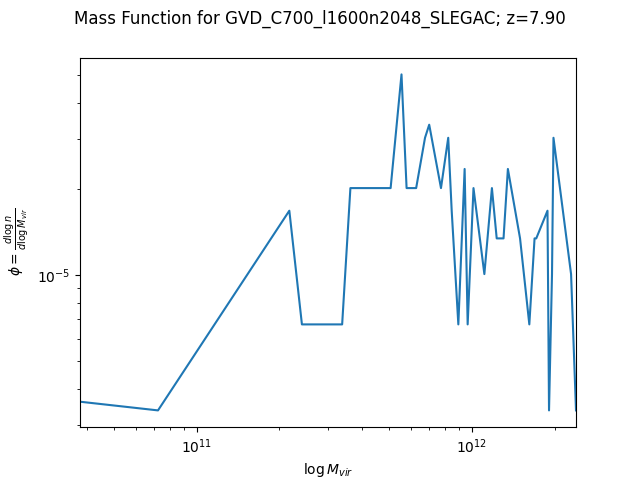 Mass Function for GVD_C700_l1600n2048_SLEGAC; z=7.90
ϕ = d log n / d log M_vir
10^-5
10^11 10^12
log M_vir